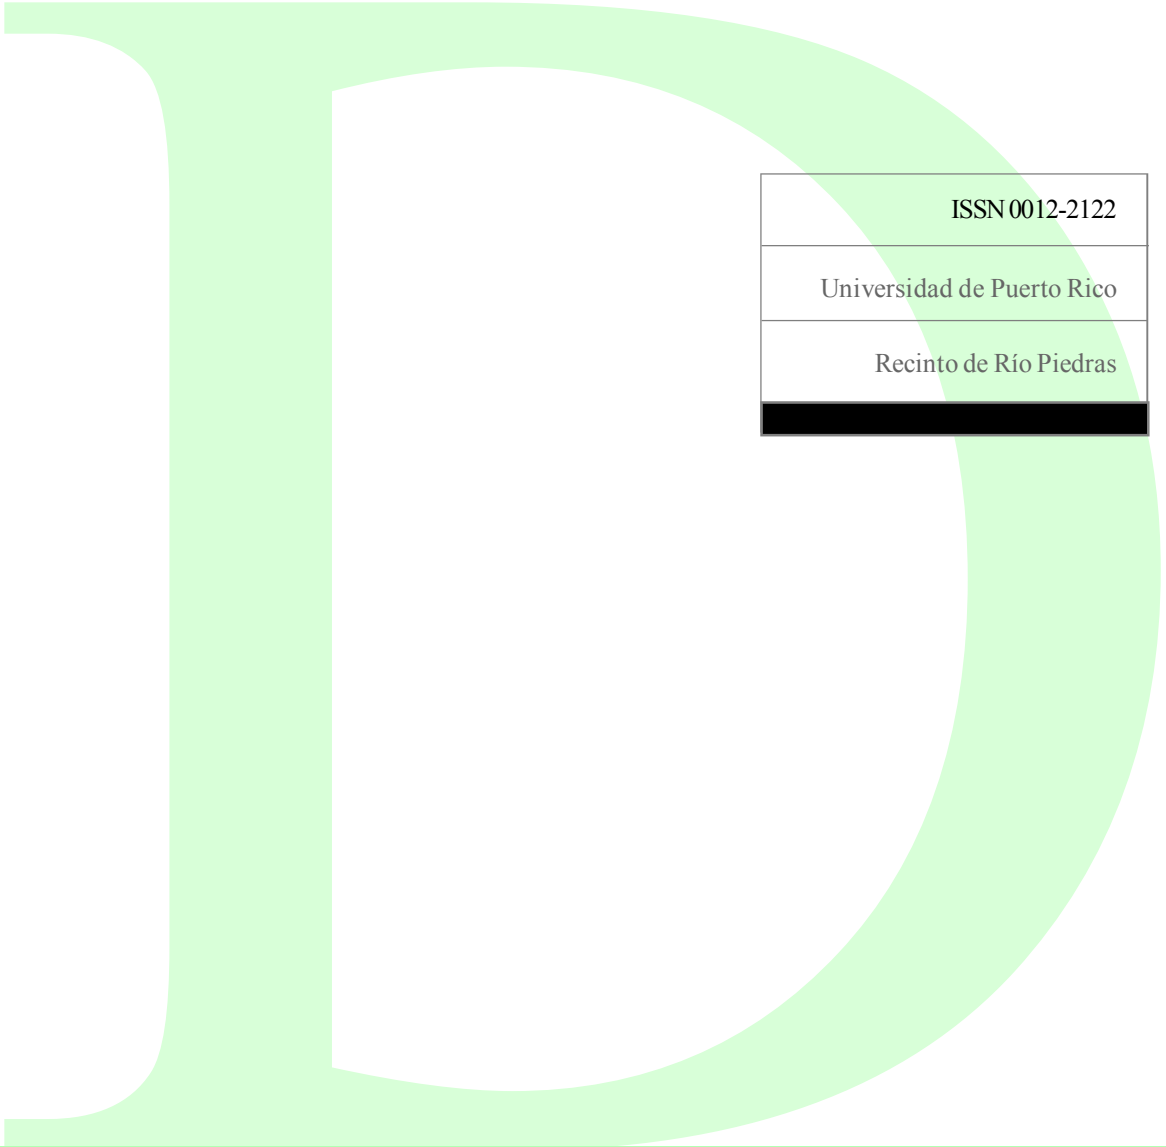 D
ISSN 0012-2122
Universidad de Puerto Rico
Recinto de Río Piedras